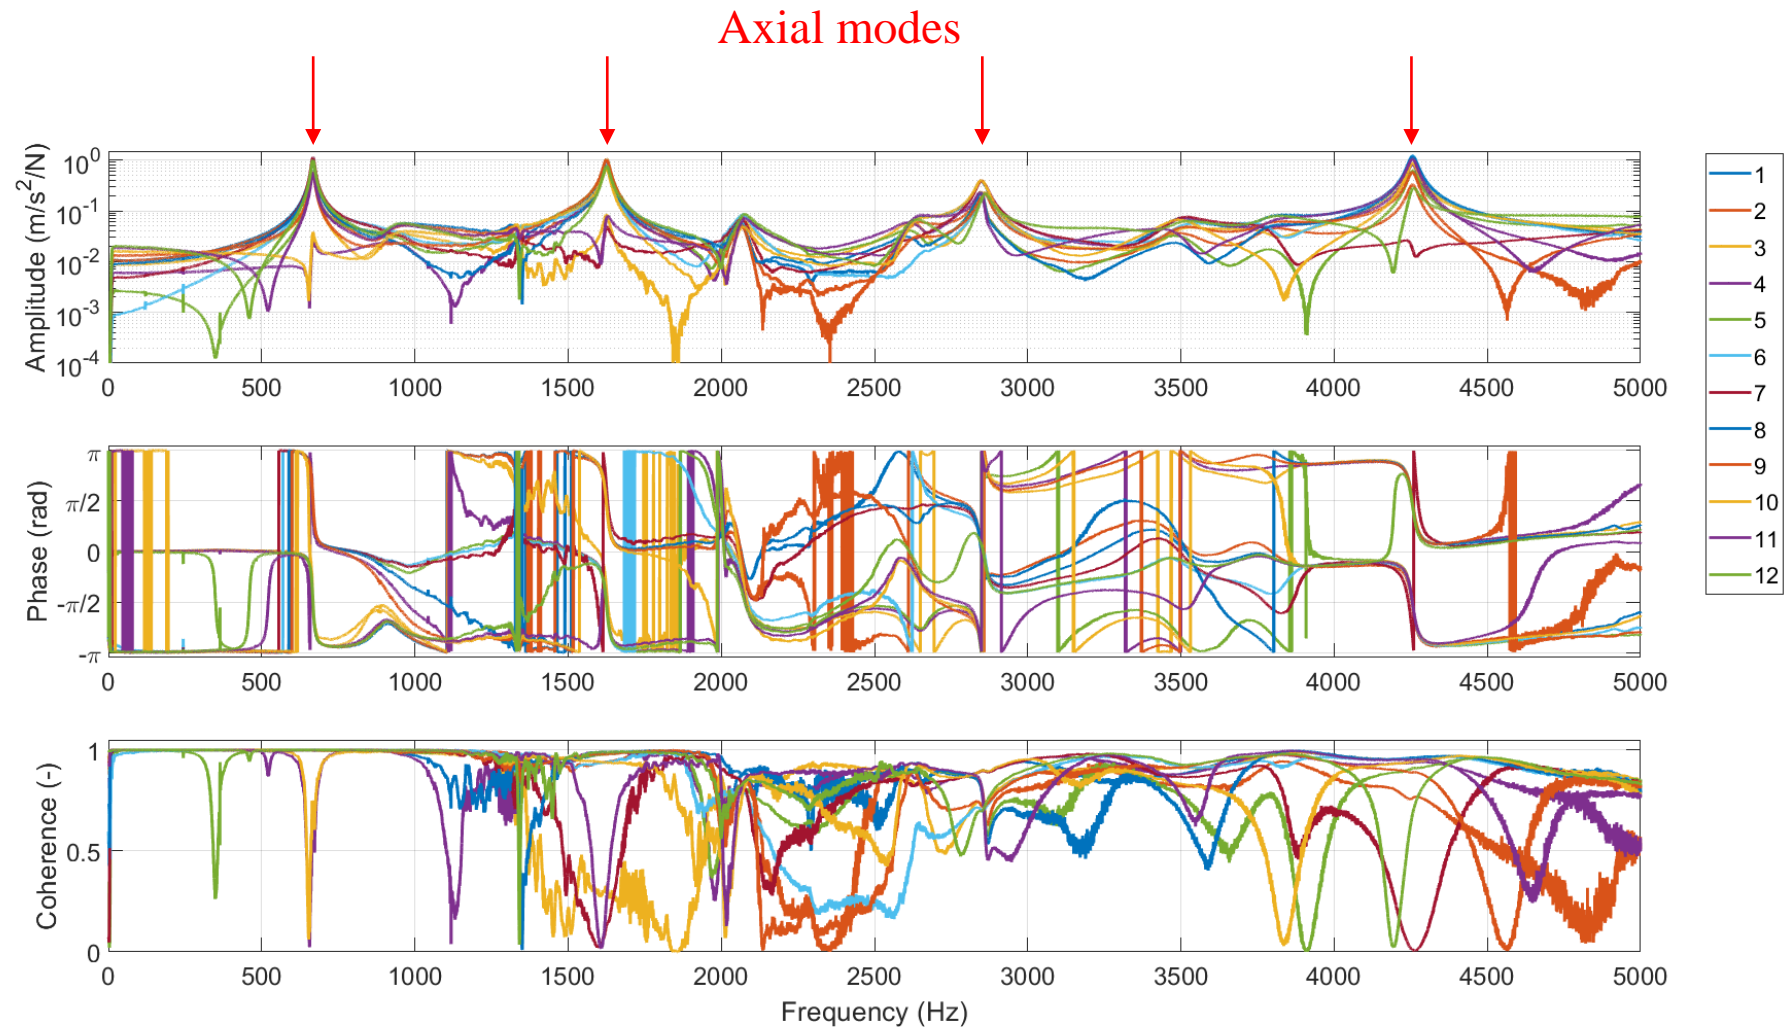 Axial modes
Amplitude (m/s²/N)
10⁰
10⁻¹
10⁻²
10⁻³
10⁻⁴
0 500 1000 1500 2000 2500 3000 3500 4000 4500 5000
Phase (rad)
π
π/2
0
-π/2
-π
0 500 1000 1500 2000 2500 3000 3500 4000 4500 5000
Coherence (-)
1
0.5
0
0 500 1000 1500 2000 2500 3000 3500 4000 4500 5000
Frequency (Hz)
1
2
3
4
5
6
7
8
9
10
11
12